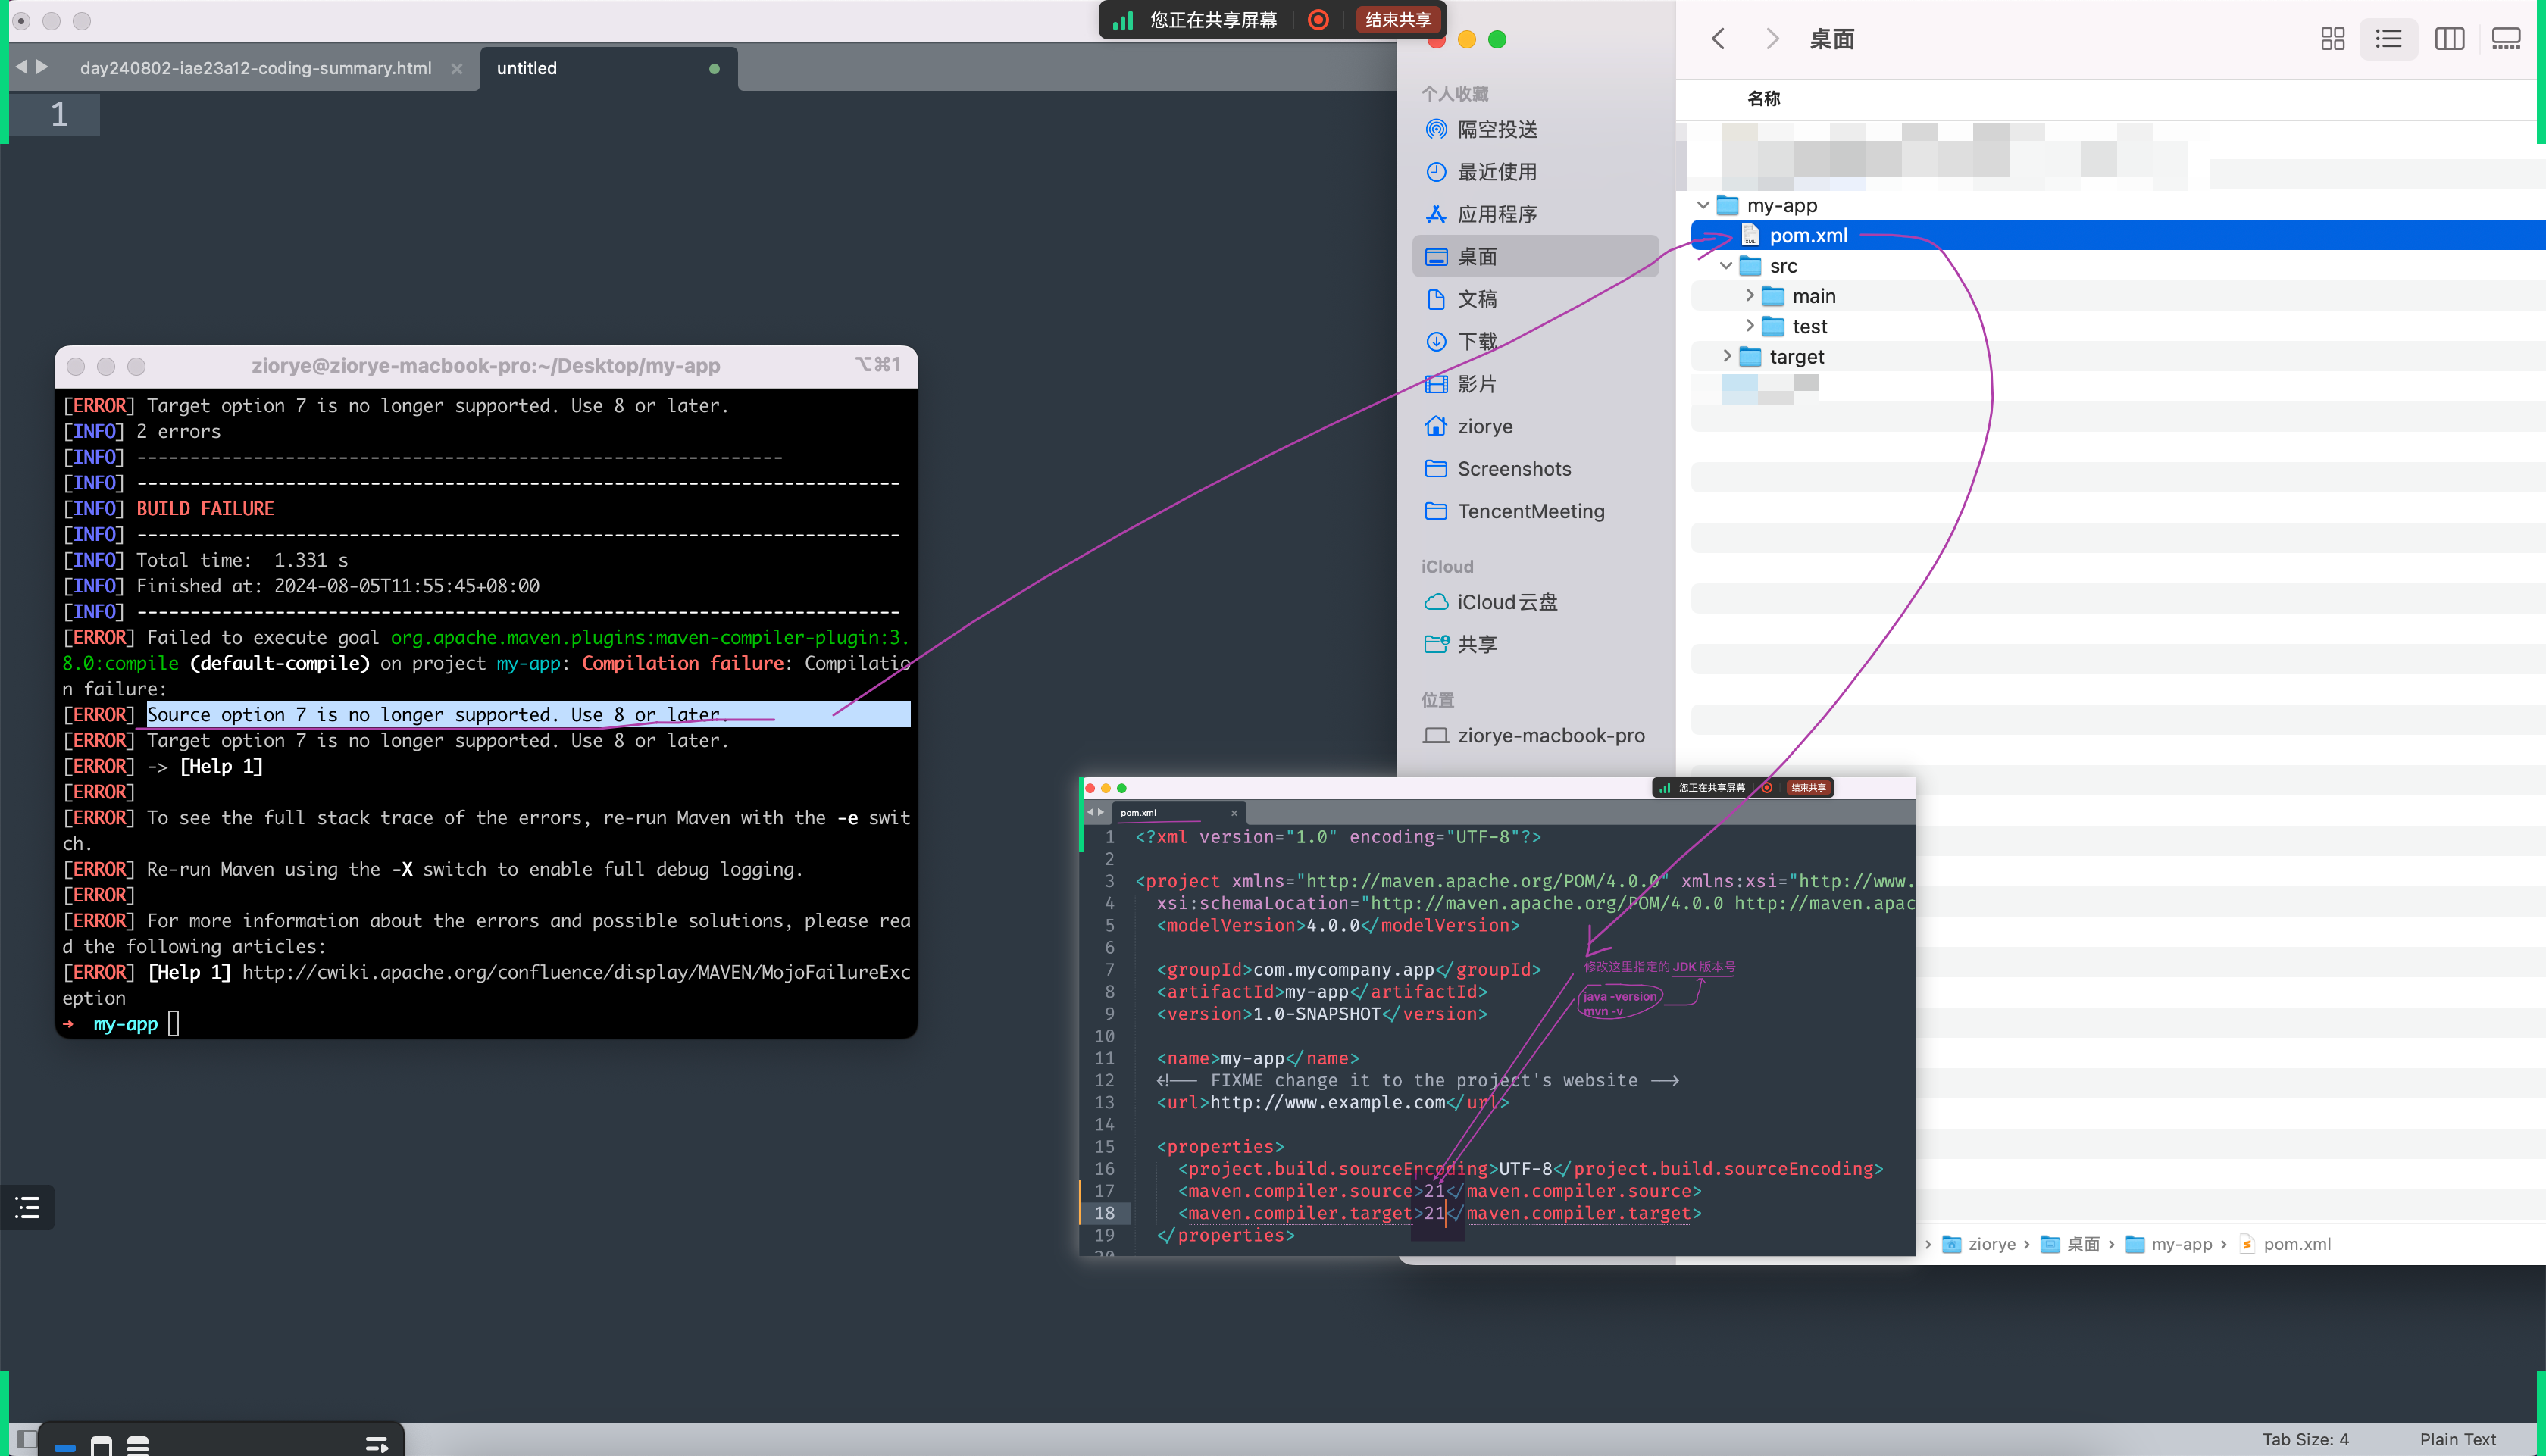 您正在共享屏幕 结束共享
day240802-iae23a12-coding-summary.html
untitled
1
ziorye@ziorye-macbook-pro:~/Desktop/my-app ⌥⌘1
[ERROR] Target option 7 is no longer supported. Use 8 or later.
[INFO] 2 errors
[INFO] -------------------------------------------------------------
[INFO] ------------------------------------------------------------------------
[INFO] BUILD FAILURE
[INFO] ------------------------------------------------------------------------
[INFO] Total time:  1.331 s
[INFO] Finished at: 2024-08-05T11:55:45+08:00
[INFO] ------------------------------------------------------------------------
[ERROR] Failed to execute goal org.apache.maven.plugins:maven-compiler-plugin:3.
8.0:compile (default-compile) on project my-app: Compilation failure: Compilatio
n failure:
[ERROR] Source option 7 is no longer supported. Use 8 or later.
[ERROR] Target option 7 is no longer supported. Use 8 or later.
[ERROR] -> [Help 1]
[ERROR]
[ERROR] To see the full stack trace of the errors, re-run Maven with the -e swit
ch.
[ERROR] Re-run Maven using the -X switch to enable full debug logging.
[ERROR]
[ERROR] For more information about the errors and possible solutions, please rea
d the following articles:
[ERROR] [Help 1] http://cwiki.apache.org/confluence/display/MAVEN/MojoFailureExc
eption
→ my-app
个人收藏
隔空投送
最近使用
应用程序
桌面
文稿
下载
影片
ziorye
Screenshots
TencentMeeting
iCloud
iCloud云盘
共享
位置
ziorye-macbook-pro
桌面
名称
my-app
pom.xml
src
main
test
target
您正在共享屏幕 结束共享
pom.xml
1 <?xml version="1.0" encoding="UTF-8"?>
2
3 <project xmlns="http://maven.apache.org/POM/4.0.0" xmlns:xsi="http://www.
4 xsi:schemaLocation="http://maven.apache.org/POM/4.0.0 http://maven.apac
5 <modelVersion>4.0.0</modelVersion>
6
7 <groupId>com.mycompany.app</groupId>
8 <artifactId>my-app</artifactId>
9 <version>1.0-SNAPSHOT</version>
10
11 <name>my-app</name>
12 <!-- FIXME change it to the project's website -->
13 <url>http://www.example.com</url>
14
15 <properties>
16 <project.build.sourceEncoding>UTF-8</project.build.sourceEncoding>
17 <maven.compiler.source>21</maven.compiler.source>
18 <maven.compiler.target>21</maven.compiler.target>
19 </properties>
20
修改这里指定的 JDK 版本号
java -version
mvn -v
ziorye › 桌面 › my-app › pom.xml
Tab Size: 4 Plain Text